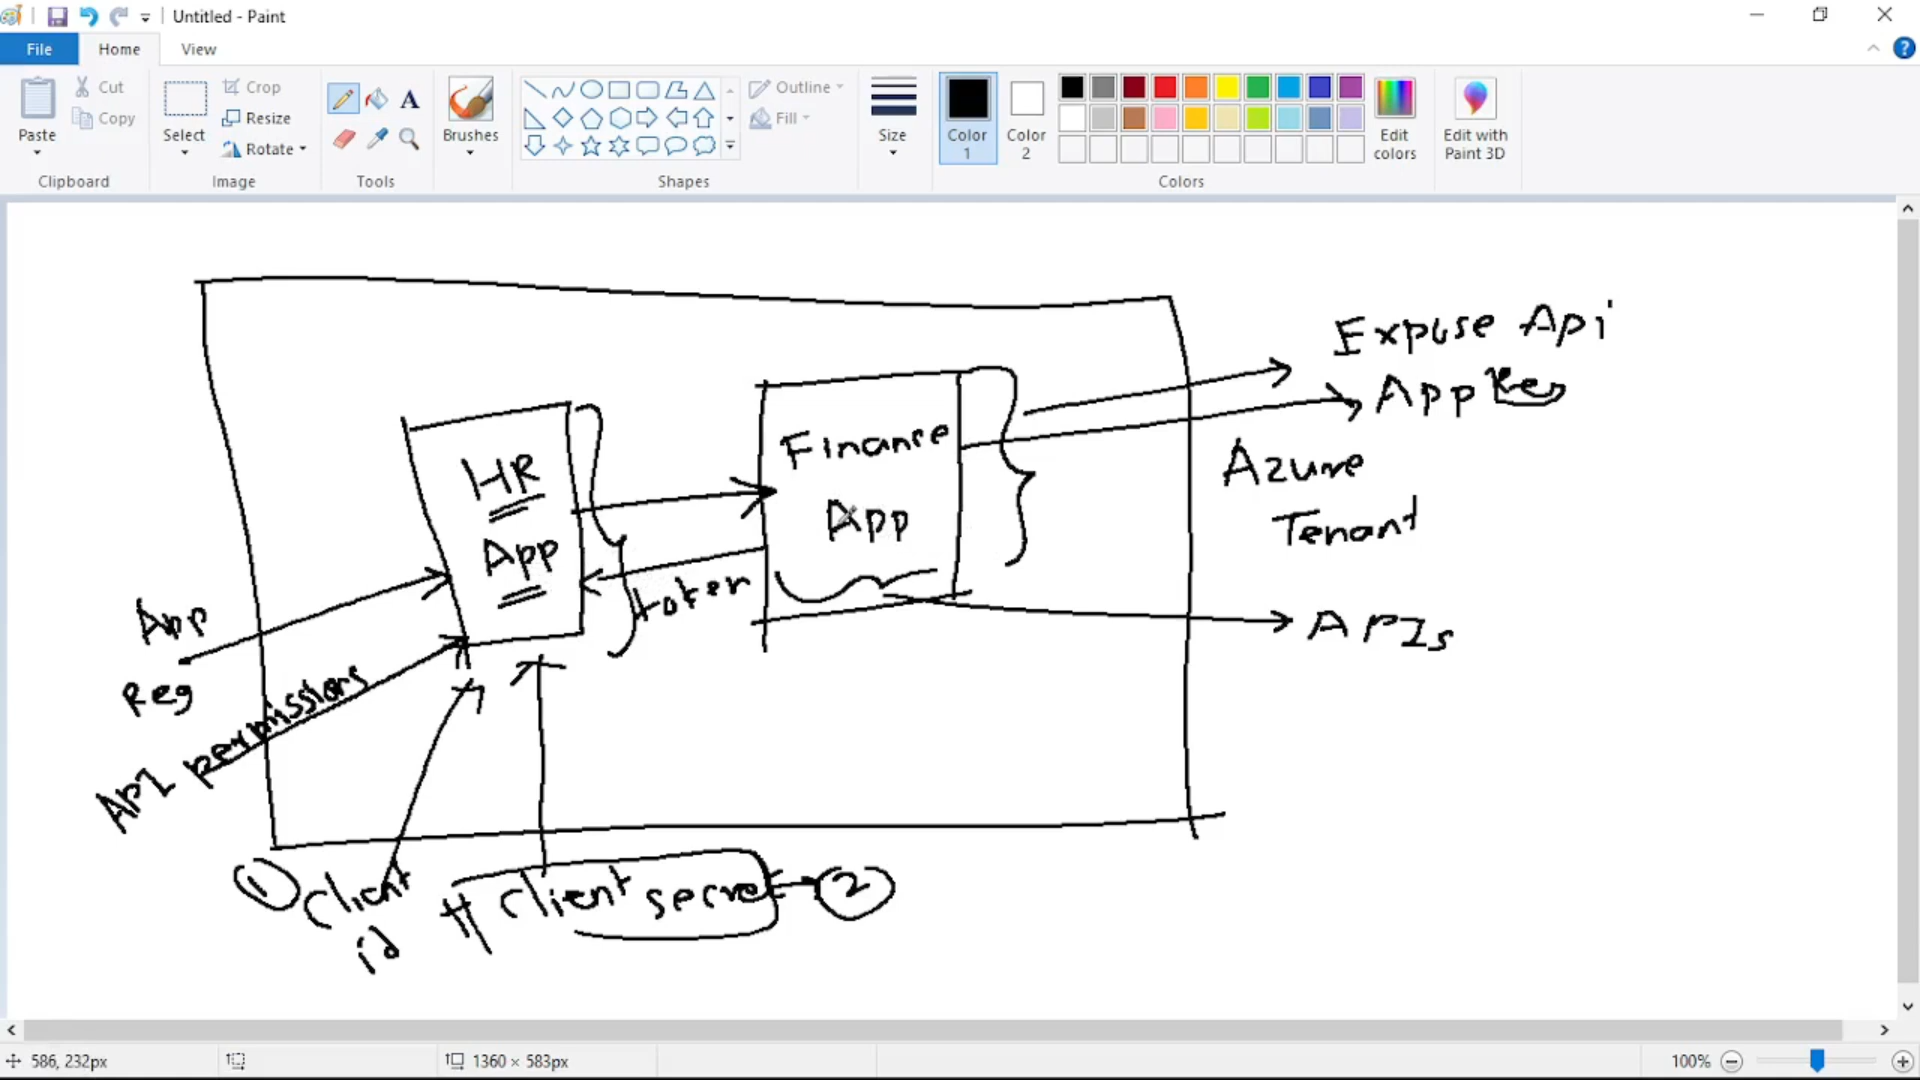 Untitled - Paint
File
Home
View
Paste
Cut
Copy
Clipboard
Select
Crop
Resize
Rotate
Image
A
Tools
Brushes
Shapes
Outline
Fill
Size
Color
1
Color
2
Edit
colors
Colors
Edit with
Paint 3D
?
Expose Api
App Reg
HR
App
Finance
App
token
Azure
Tenant
APIs
App
Reg
API permissions
1 Client
id
Client secret
2
586, 232px
1360 × 583px
100%